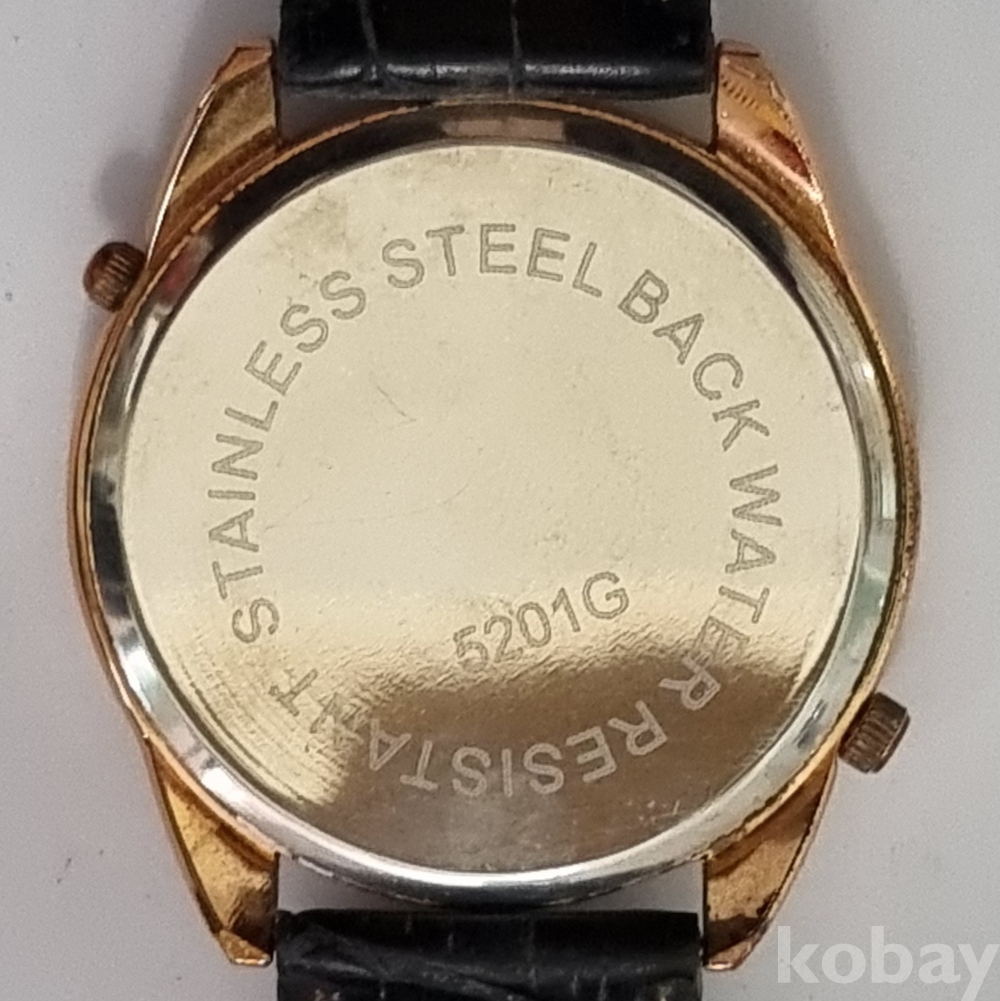 STAINLESS STEEL BACK WATER RESISTANT
5201G
kobay